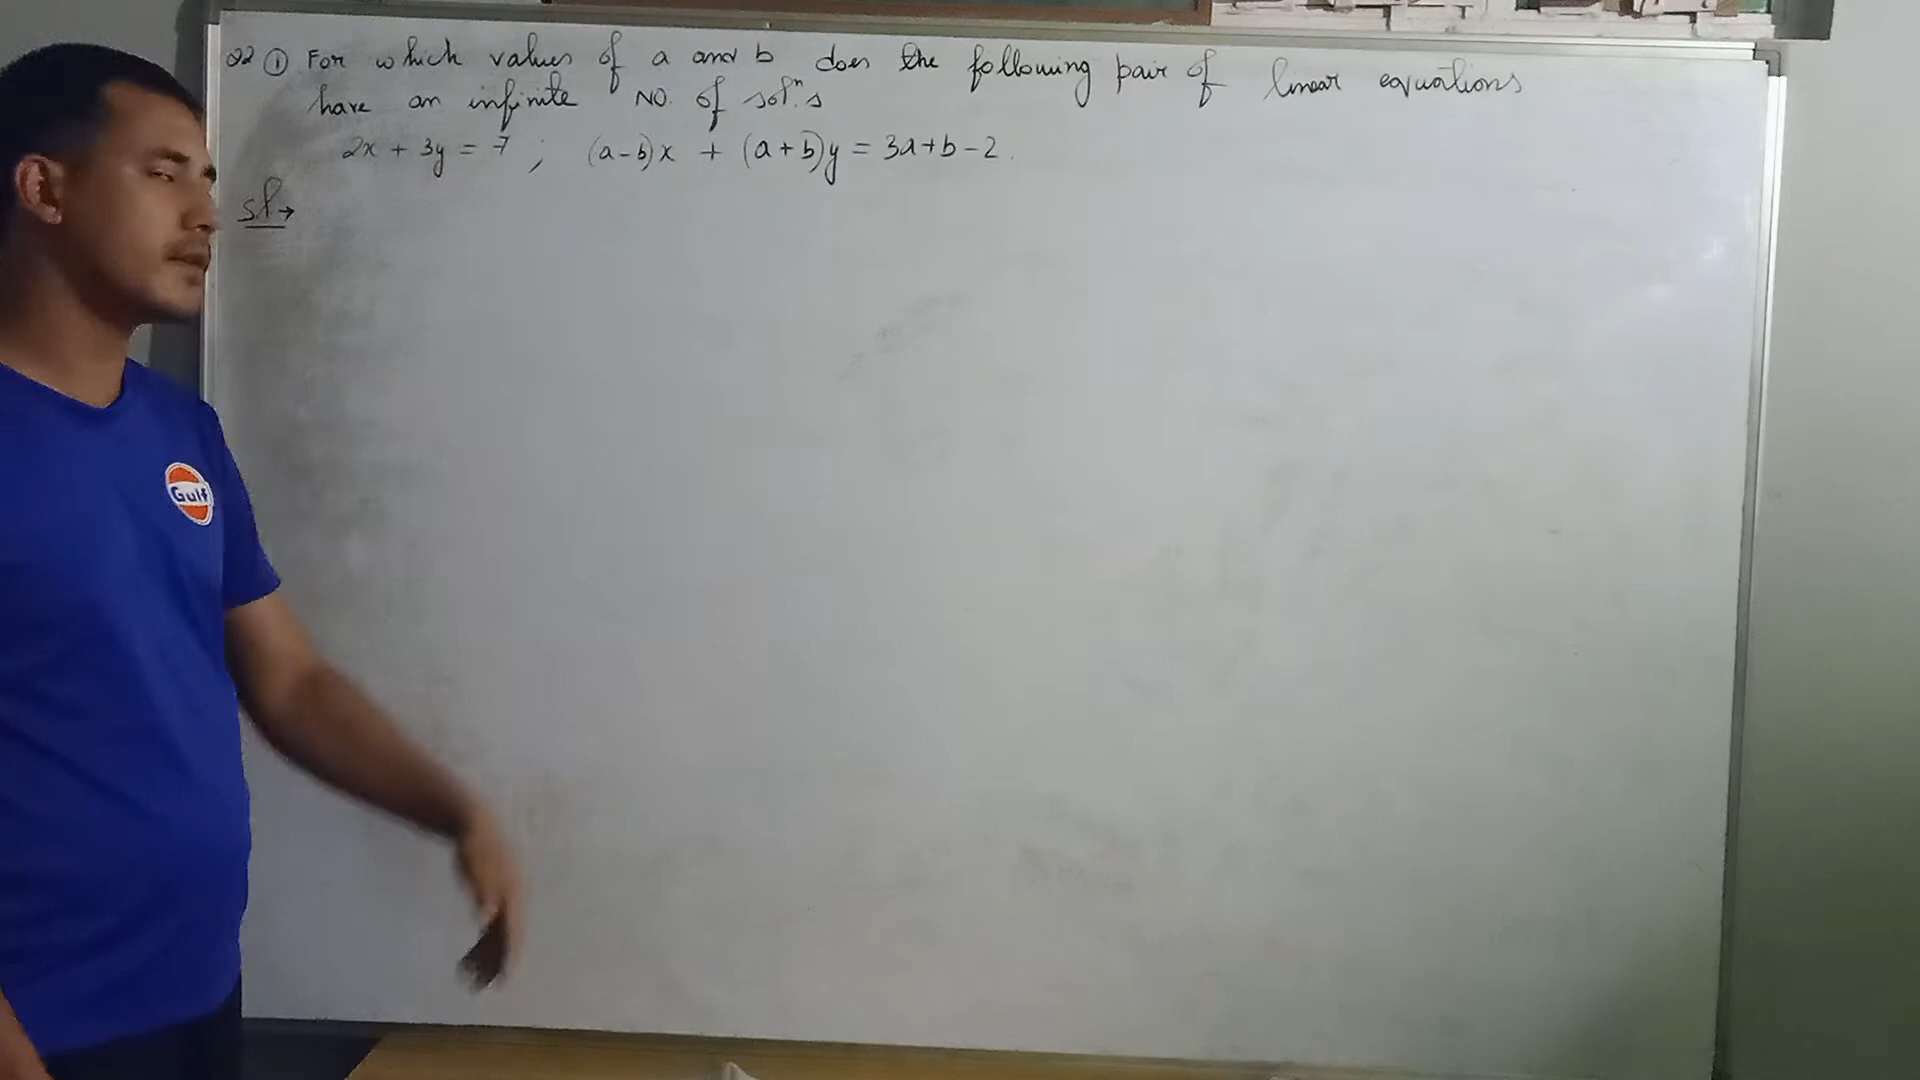 Q2 ① For which values of a and b does the following pair of linear equations
have an infinite NO. of solⁿ.s
2x + 3y = 7 ; (a-b)x + (a+b)y = 3a+b-2.
sl→
Gulf